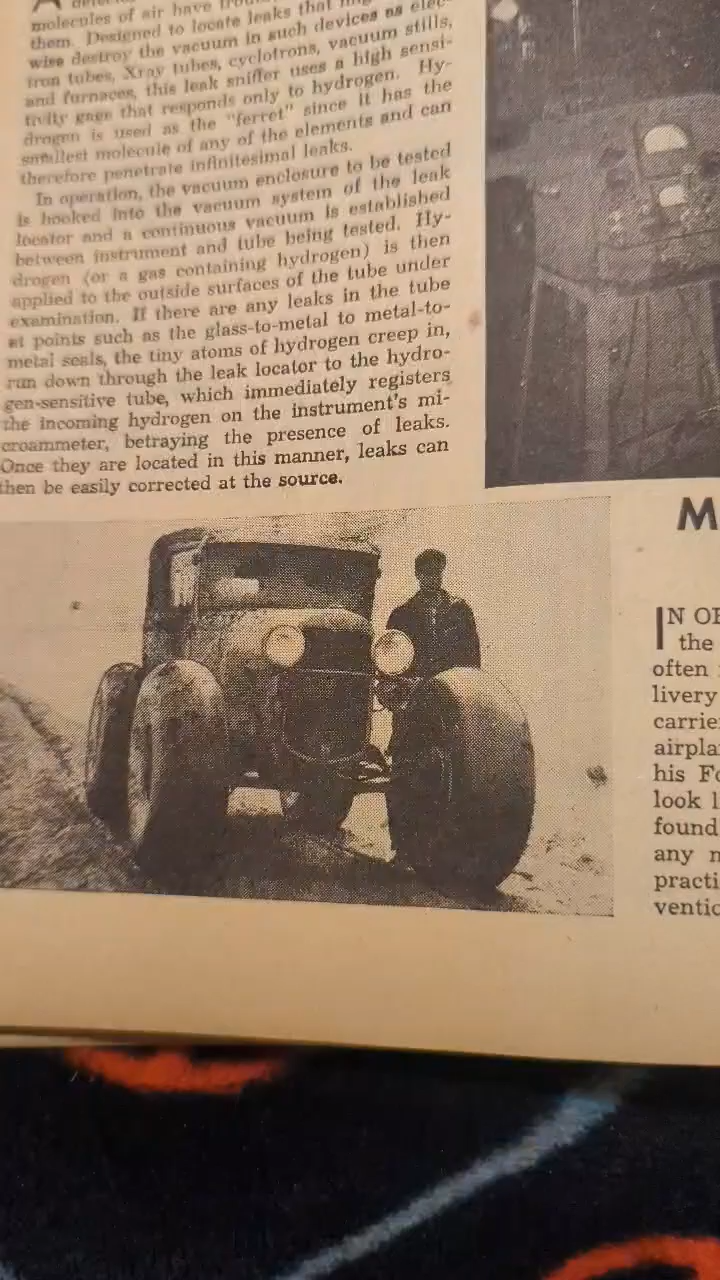 A
molecules of air have
them. Designed to locate leaks that
wise destroy the vacuum in such devices as elec-
tron tubes, Xray tubes, cyclotrons, vacuum stills,
and furnaces, this leak sniffer uses a high sensi-
tivity gage that responds only to hydrogen. Hy-
drogen is used as the "ferret" since it has the
smallest molecule of any of the elements and can
therefore penetrate infinitesimal leaks.
In operation, the vacuum enclosure to be tested
is hooked into the vacuum system of the leak
locator and a continuous vacuum is established
between instrument and tube being tested. Hy-
drogen (or a gas containing hydrogen) is then
applied to the outside surfaces of the tube under
examination. If there are any leaks in the tube
at points such as the glass-to-metal to metal-to-
metal seals, the tiny atoms of hydrogen creep in,
run down through the leak locator to the hydro-
gen-sensitive tube, which immediately registers
the incoming hydrogen on the instrument's mi-
croammeter, betraying the presence of leaks.
Once they are located in this manner, leaks can
then be easily corrected at the source.
M
IN OF
the
often
livery
carrie
airpla
his Fo
look l
found
any m
practi
ventio